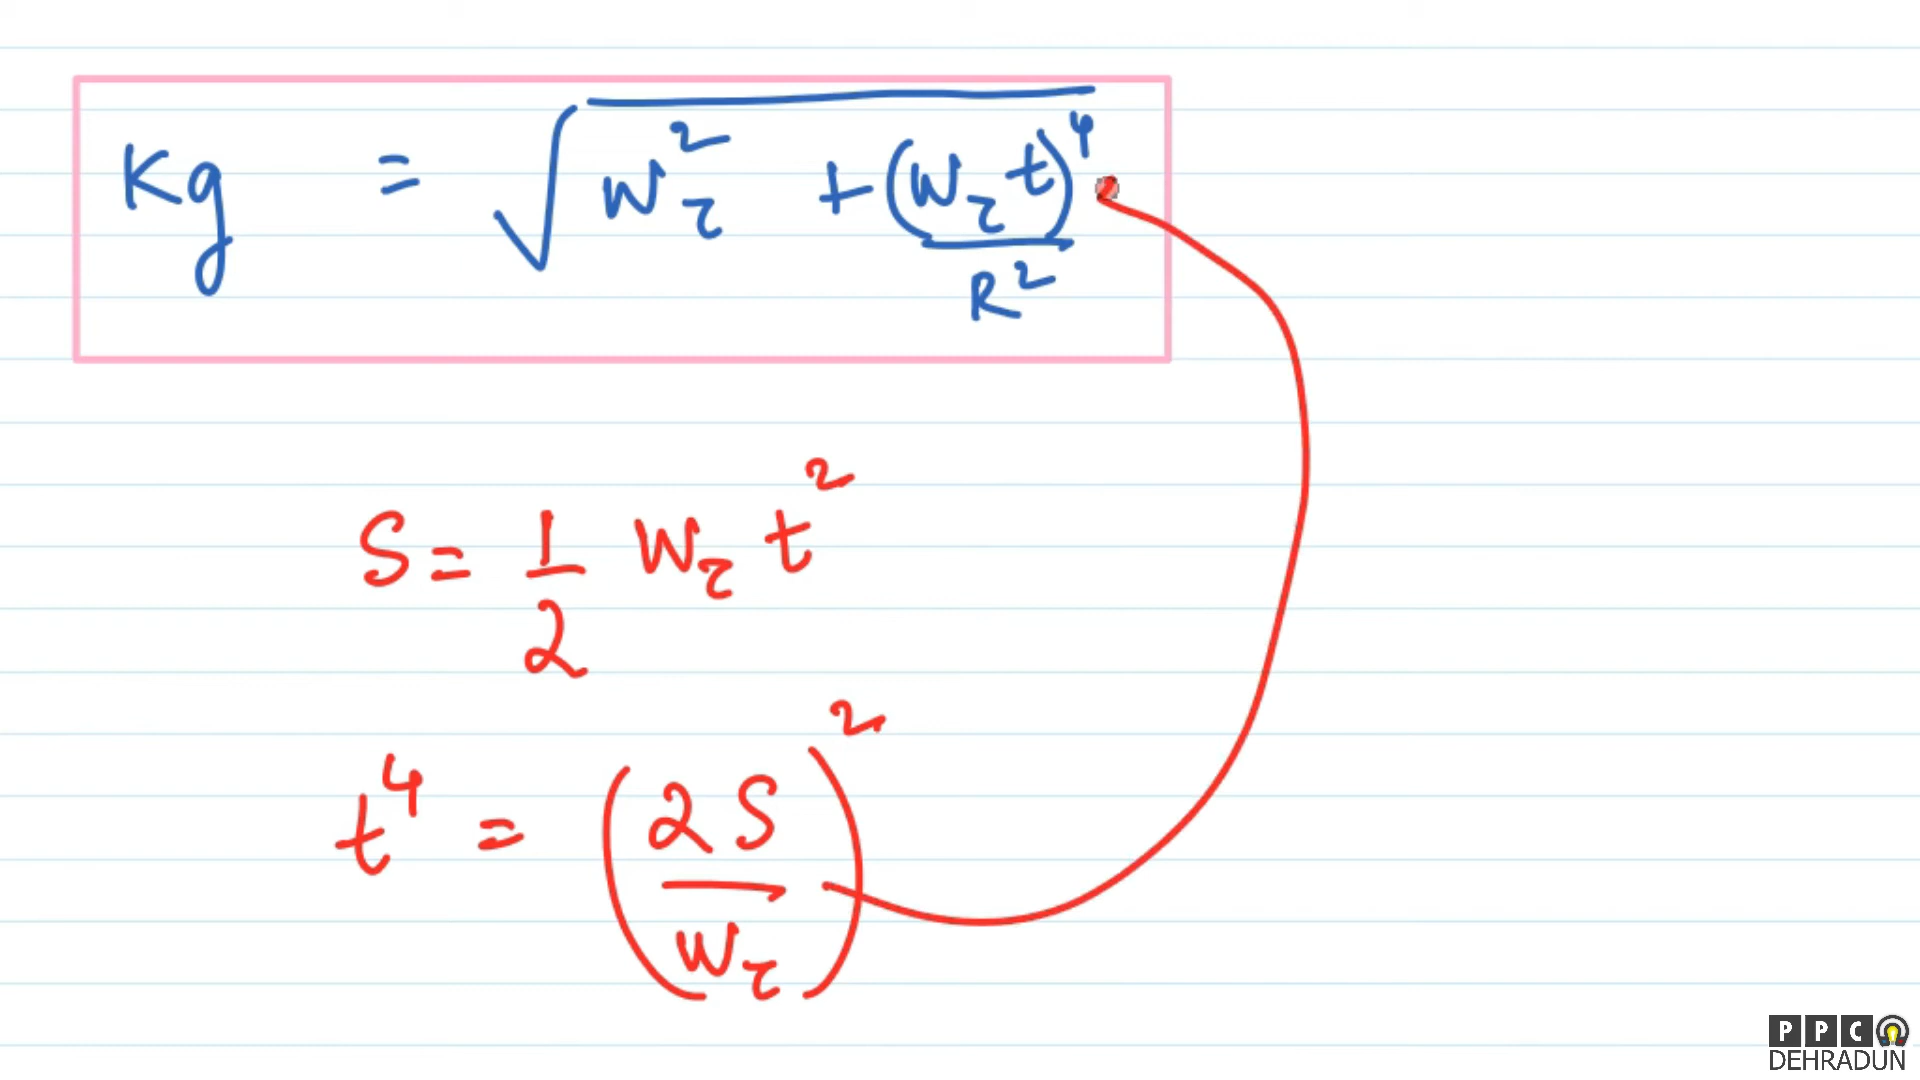 Kg = √(W_τ² + (W_τ t)⁴/R²)
S = 1/2 W_τ t²
t⁴ = (2S/W_τ)²
PPC
DEHRADUN